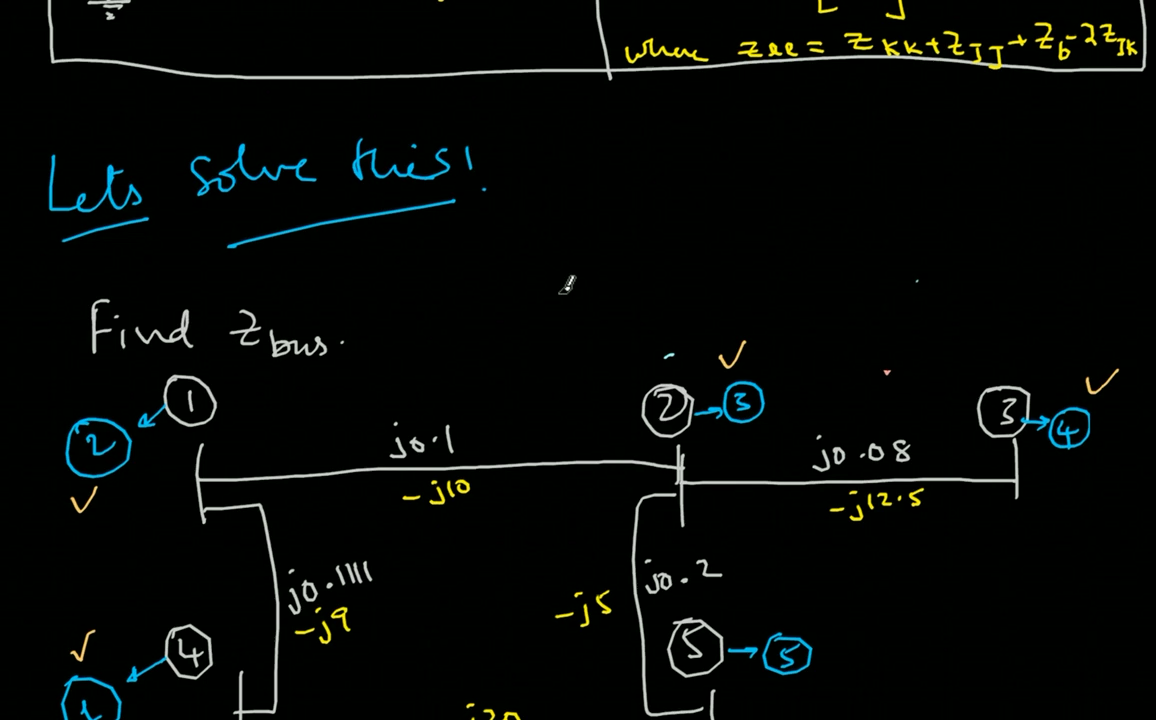 where zll = ZKK+ZJJ+Zb-2ZJK
Lets solve this!
Find Zbus.
1
2
3
2
3
4
j0.1
-j10
j0.08
-j12.5
j0.1111
-j9
j0.2
-j5
4
5
5
1